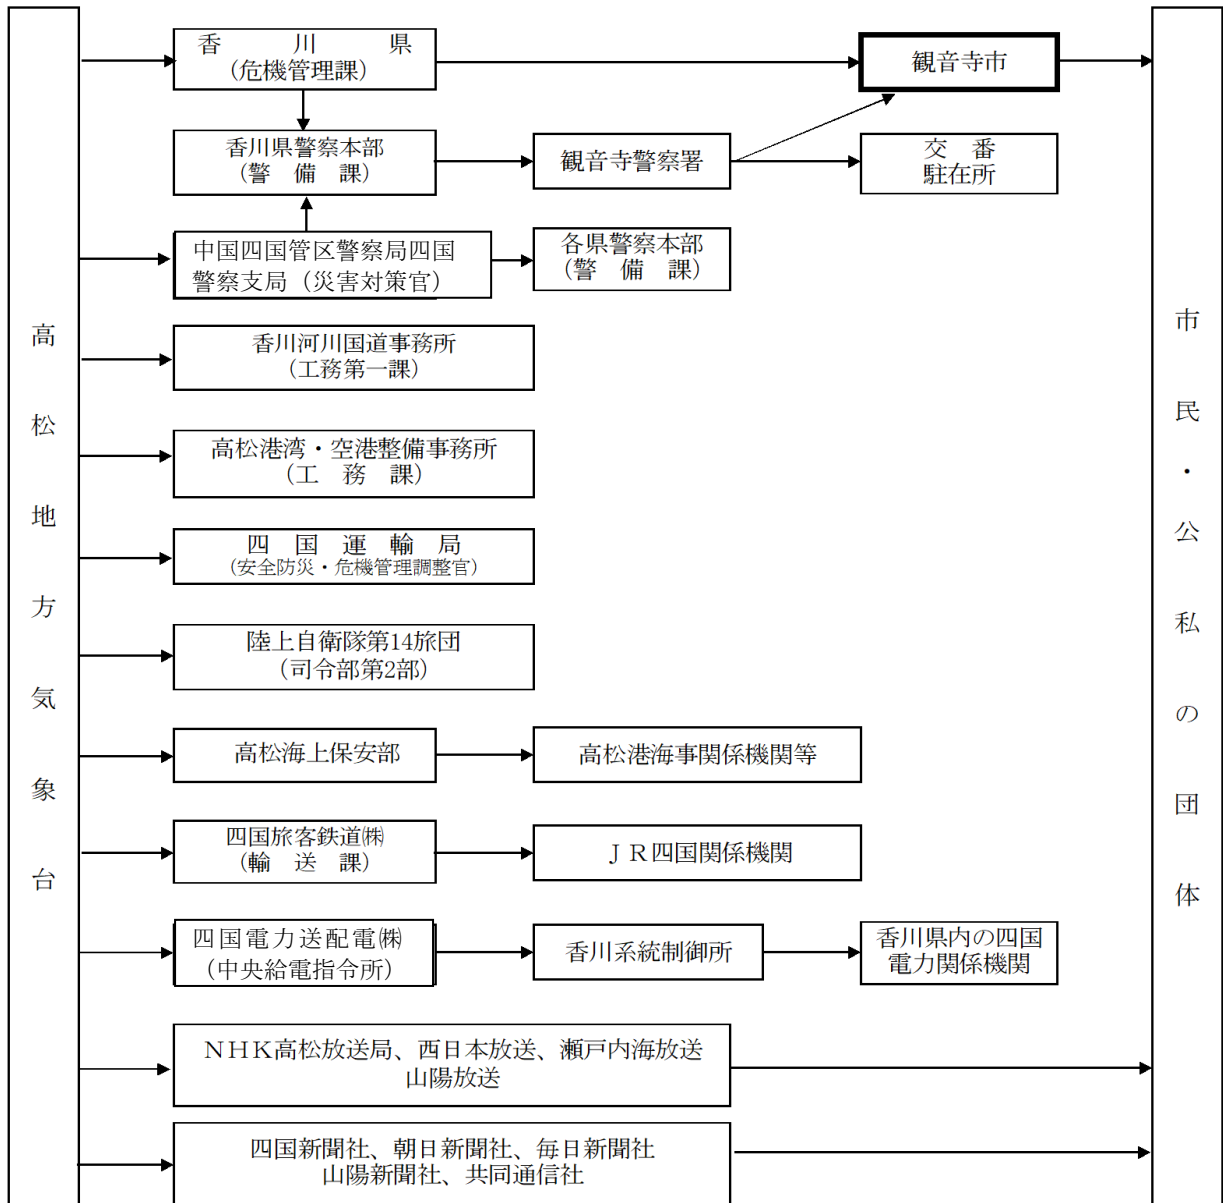 高松地方気象台
香川県
（危機管理課）
観音寺市
香川県警察本部
（警備課）
観音寺警察署
交番
駐在所
中国四国管区警察局四国
警察支局（災害対策官）
各県警察本部
（警備課）
香川河川国道事務所
（工務第一課）
高松港湾・空港整備事務所
（工務課）
四国運輸局
（安全防災・危機管理調整官）
陸上自衛隊第14旅団
（司令部第2部）
高松海上保安部
高松港海事関係機関等
四国旅客鉄道㈱
（輸送課）
ＪＲ四国関係機関
四国電力送配電㈱
（中央給電指令所）
香川系統制御所
香川県内の四国
電力関係機関
ＮＨＫ高松放送局、西日本放送、瀬戸内海放送
山陽放送
四国新聞社、朝日新聞社、毎日新聞社
山陽新聞社、共同通信社
市民・公私の団体